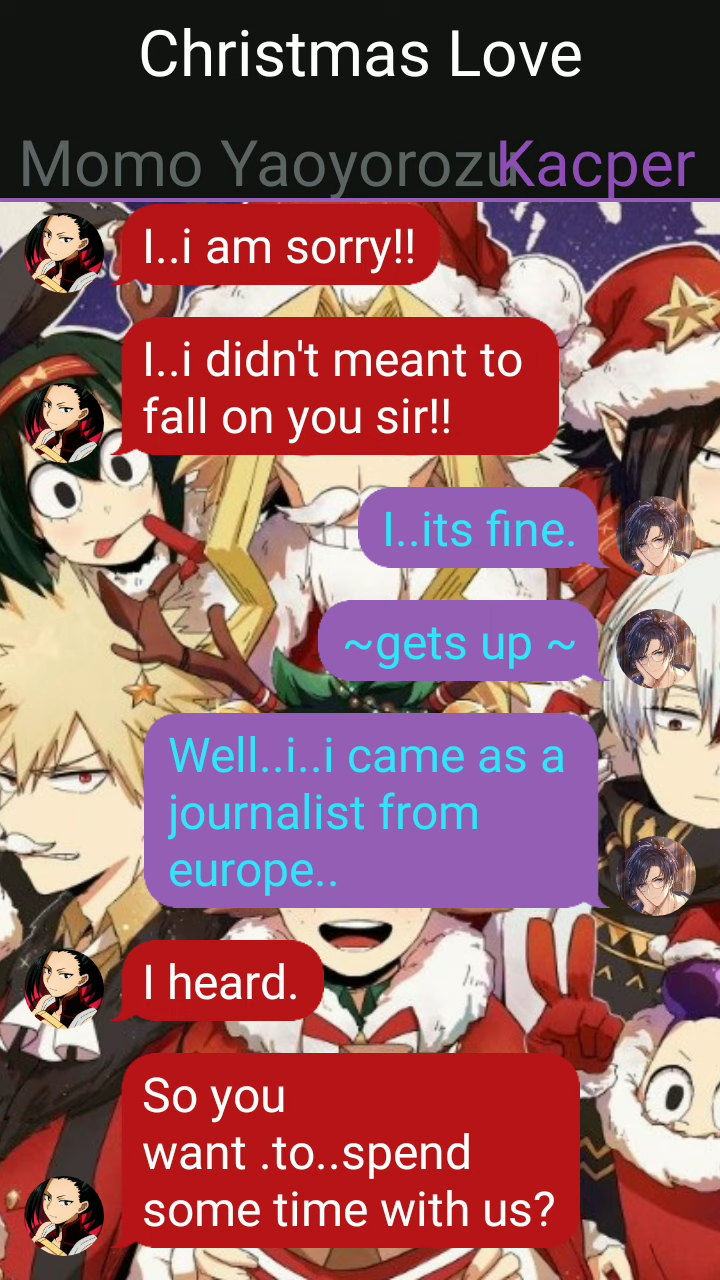 Christmas Love
Momo Yaoyorozu Kacper
I..i am sorry!!
I..i didn't meant to
fall on you sir!!
I..its fine.
~gets up ~
Well..i..i came as a
journalist from
europe..
I heard.
So you
want .to..spend
some time with us?